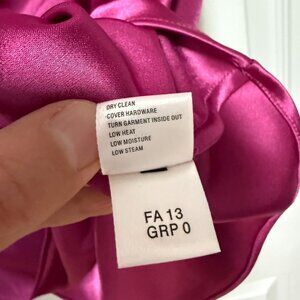 DRY CLEAN
-COVER HARDWARE
TURN GARMENT INSIDE OUT
LOW HEAT
LOW MOISTURE
LOW STEAM
FA 13
GRP 0